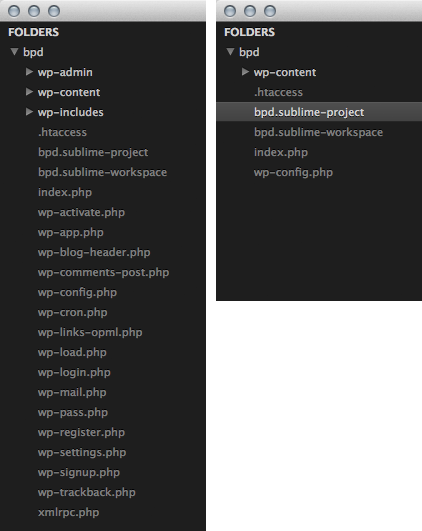 FOLDERS
bpd
wp-admin
wp-content
wp-includes
.htaccess
bpd.sublime-project
bpd.sublime-workspace
index.php
wp-activate.php
wp-app.php
wp-blog-header.php
wp-comments-post.php
wp-config.php
wp-cron.php
wp-links-opml.php
wp-load.php
wp-login.php
wp-mail.php
wp-pass.php
wp-register.php
wp-settings.php
wp-signup.php
wp-trackback.php
xmlrpc.php
FOLDERS
bpd
wp-content
.htaccess
bpd.sublime-project
bpd.sublime-workspace
index.php
wp-config.php